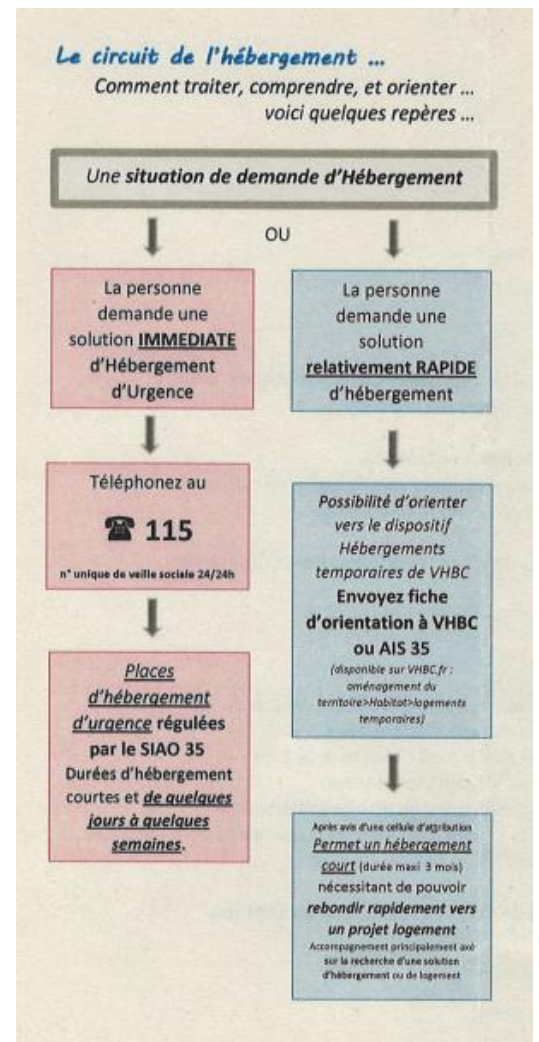 Le circuit de l'hébergement ...
Comment traiter, comprendre, et orienter ...
voici quelques repères ...
Une situation de demande d'Hébergement
OU
La personne
demande une
solution IMMEDIATE
d'Hébergement
d'Urgence
Téléphonez au
☎ 115
n° unique de veille sociale 24/24h
Places
d'hébergement
d'urgence régulées
par le SIAO 35
Durées d'hébergement
courtes et de quelques
jours à quelques
semaines.
La personne
demande une
solution
relativement RAPIDE
d'hébergement
Possibilité d'orienter
vers le dispositif
Hébergements
temporaires de VHBC
Envoyez fiche
d'orientation à VHBC
ou AIS 35
(disponible sur VHBC.fr :
aménagement du
territoire>Habitat>logements
temporaires)
Après avis d'une cellule d'attribution
Permet un hébergement
court (durée maxi 3 mois)
nécessitant de pouvoir
rebondir rapidement vers
un projet logement
Accompagnement principalement axé
sur la recherche d'une solution
d'hébergement ou de logement